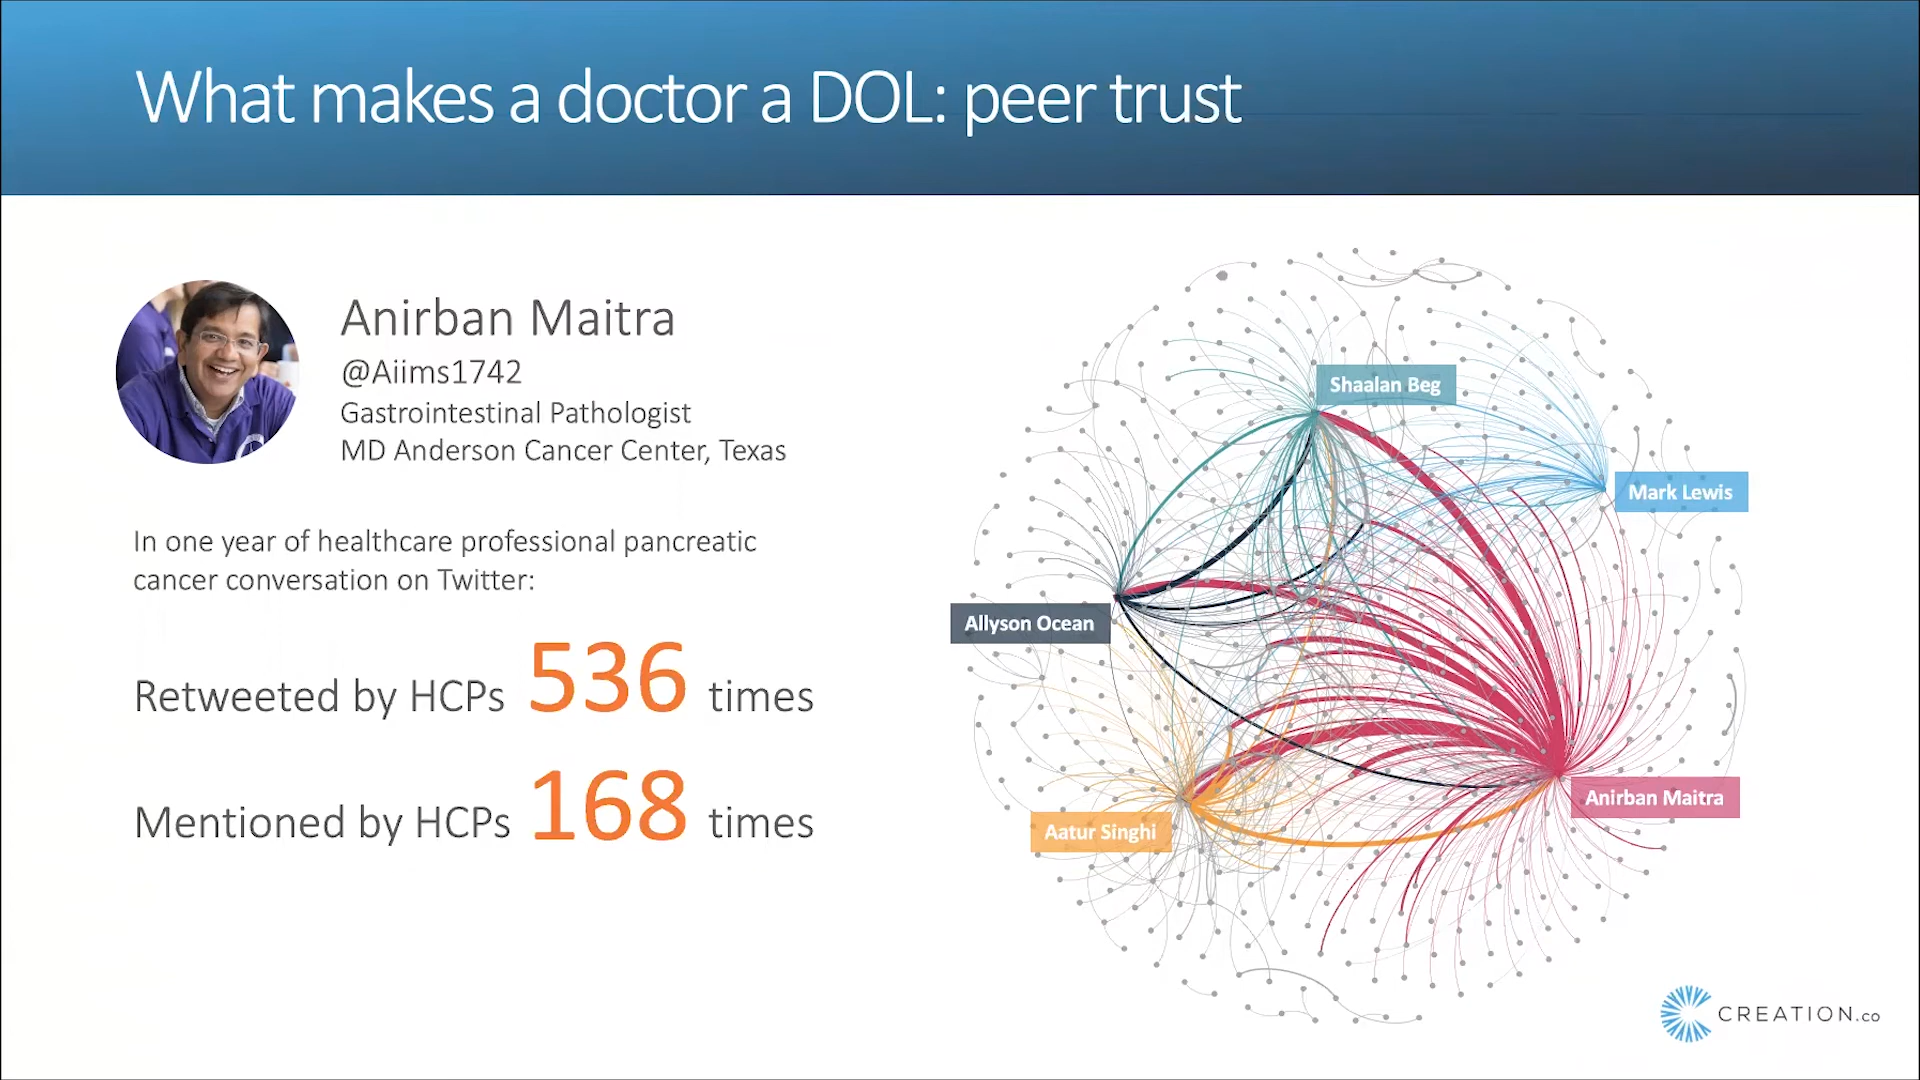 What makes a doctor a DOL: peer trust
Anirban Maitra
@Aiims1742
Gastrointestinal Pathologist
MD Anderson Cancer Center, Texas
In one year of healthcare professional pancreatic
cancer conversation on Twitter:
Retweeted by HCPs 536 times
Mentioned by HCPs 168 times
Shaalan Beg
Mark Lewis
Allyson Ocean
Anirban Maitra
Aatur Singhi
CREATION.co